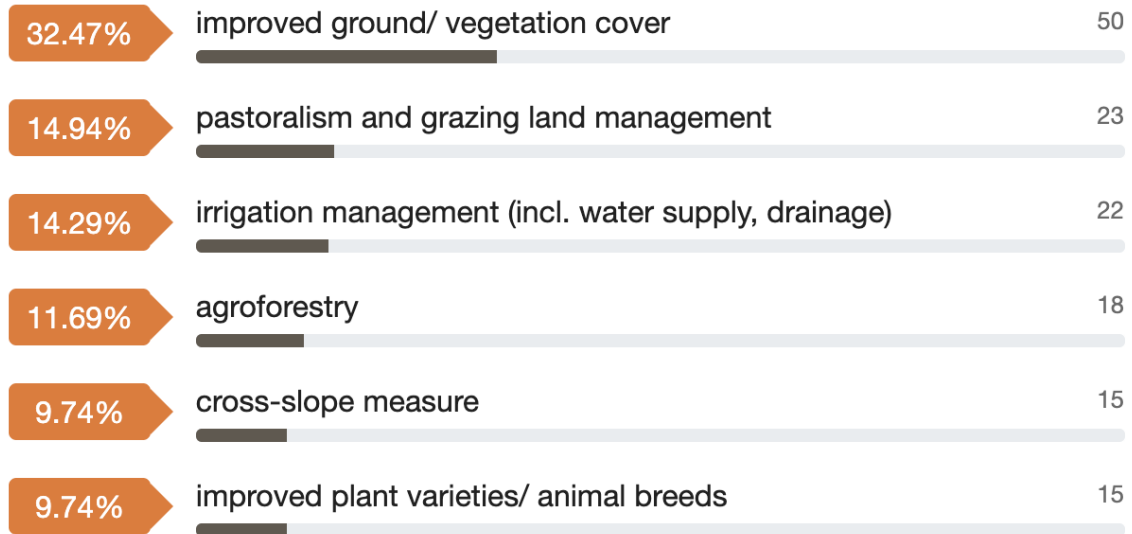 32.47% improved ground/ vegetation cover 50
14.94% pastoralism and grazing land management 23
14.29% irrigation management (incl. water supply, drainage) 22
11.69% agroforestry 18
9.74% cross-slope measure 15
9.74% improved plant varieties/ animal breeds 15